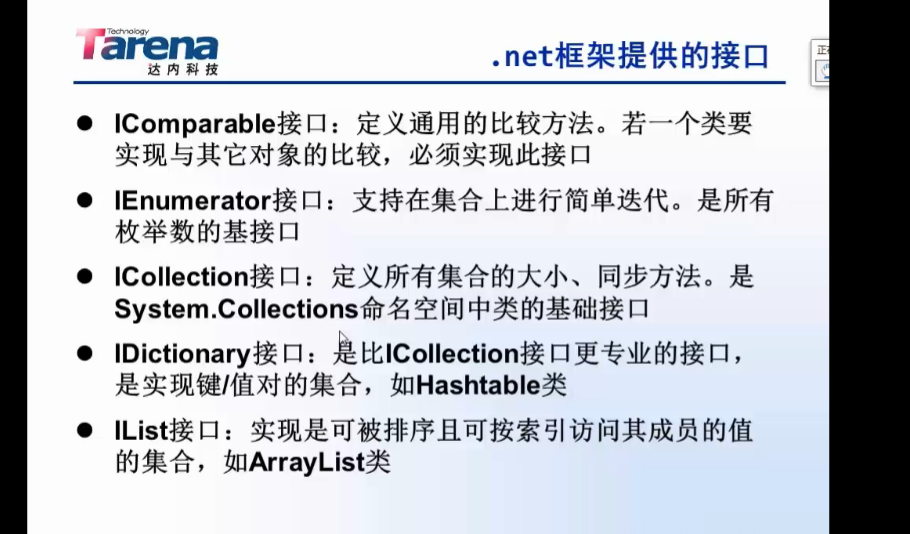 Technology
Tarena
达内科技
.net框架提供的接口
● IComparable接口：定义通用的比较方法。若一个类要
实现与其它对象的比较，必须实现此接口
● IEnumerator接口：支持在集合上进行简单迭代。是所有
枚举数的基接口
● ICollection接口：定义所有集合的大小、同步方法。是
System.Collections命名空间中类的基础接口
● IDictionary接口：是比ICollection接口更专业的接口，
是实现键/值对的集合，如Hashtable类
● IList接口：实现是可被排序且可按索引访问其成员的值
的集合，如ArrayList类